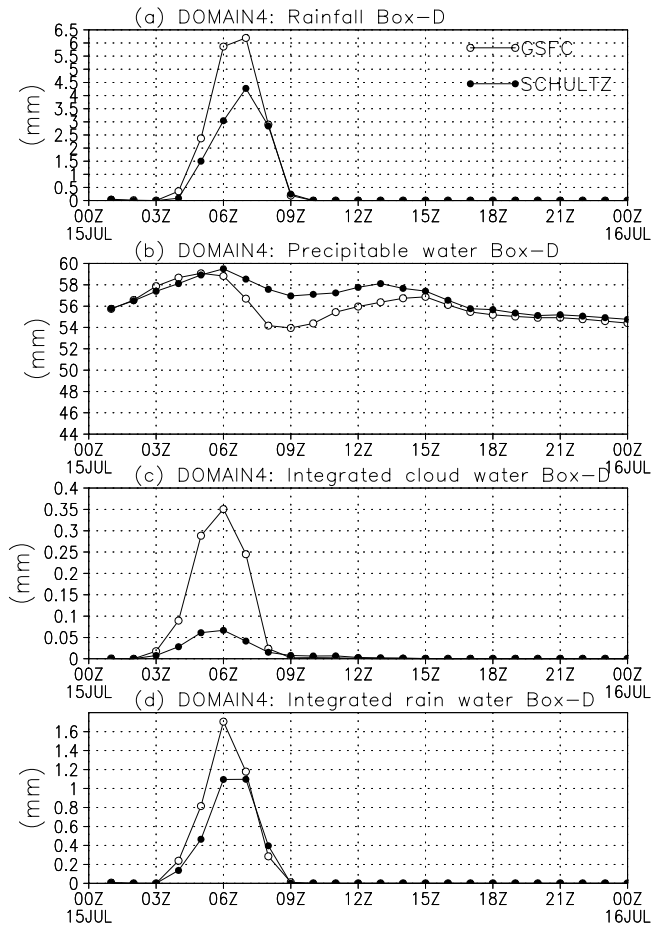 (a) DOMAIN4: Rainfall Box-D
6.5
6
5.5
5
4.5
4
3.5
3
2.5
2
1.5
1
0.5
0
(mm)
GSFC
SCHULTZ
00Z 03Z 06Z 09Z 12Z 15Z 18Z 21Z 00Z
15JUL 16JUL
(b) DOMAIN4: Precipitable water Box-D
60
58
56
54
52
50
48
46
44
(mm)
00Z 03Z 06Z 09Z 12Z 15Z 18Z 21Z 00Z
15JUL 16JUL
(c) DOMAIN4: Integrated cloud water Box-D
0.4
0.35
0.3
0.25
0.2
0.15
0.1
0.05
0
(mm)
00Z 03Z 06Z 09Z 12Z 15Z 18Z 21Z 00Z
15JUL 16JUL
(d) DOMAIN4: Integrated rain water Box-D
1.6
1.4
1.2
1
0.8
0.6
0.4
0.2
0
(mm)
00Z 03Z 06Z 09Z 12Z 15Z 18Z 21Z 00Z
15JUL 16JUL